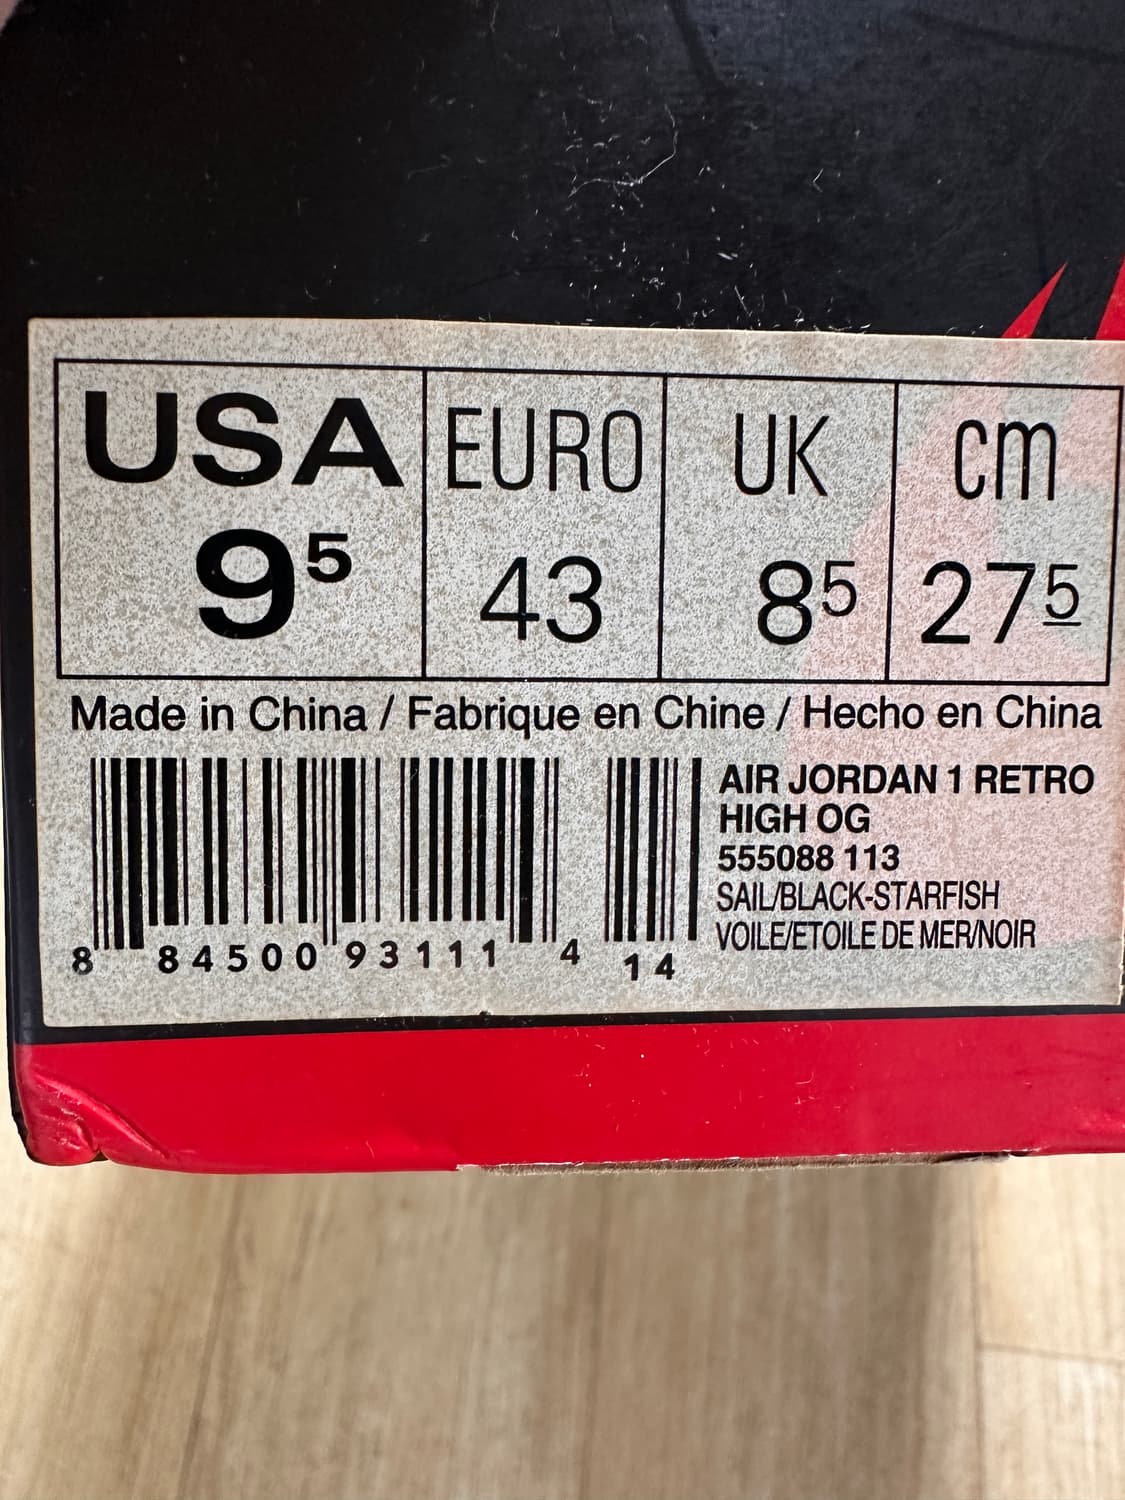 USA EURO UK cm
9⁵ 43 8⁵ 27⁵
Made in China / Fabrique en Chine / Hecho en China
AIR JORDAN 1 RETRO
HIGH OG
555088 113
SAIL/BLACK-STARFISH
VOILE/ETOILE DE MER/NOIR
8 84500 93111 4 14